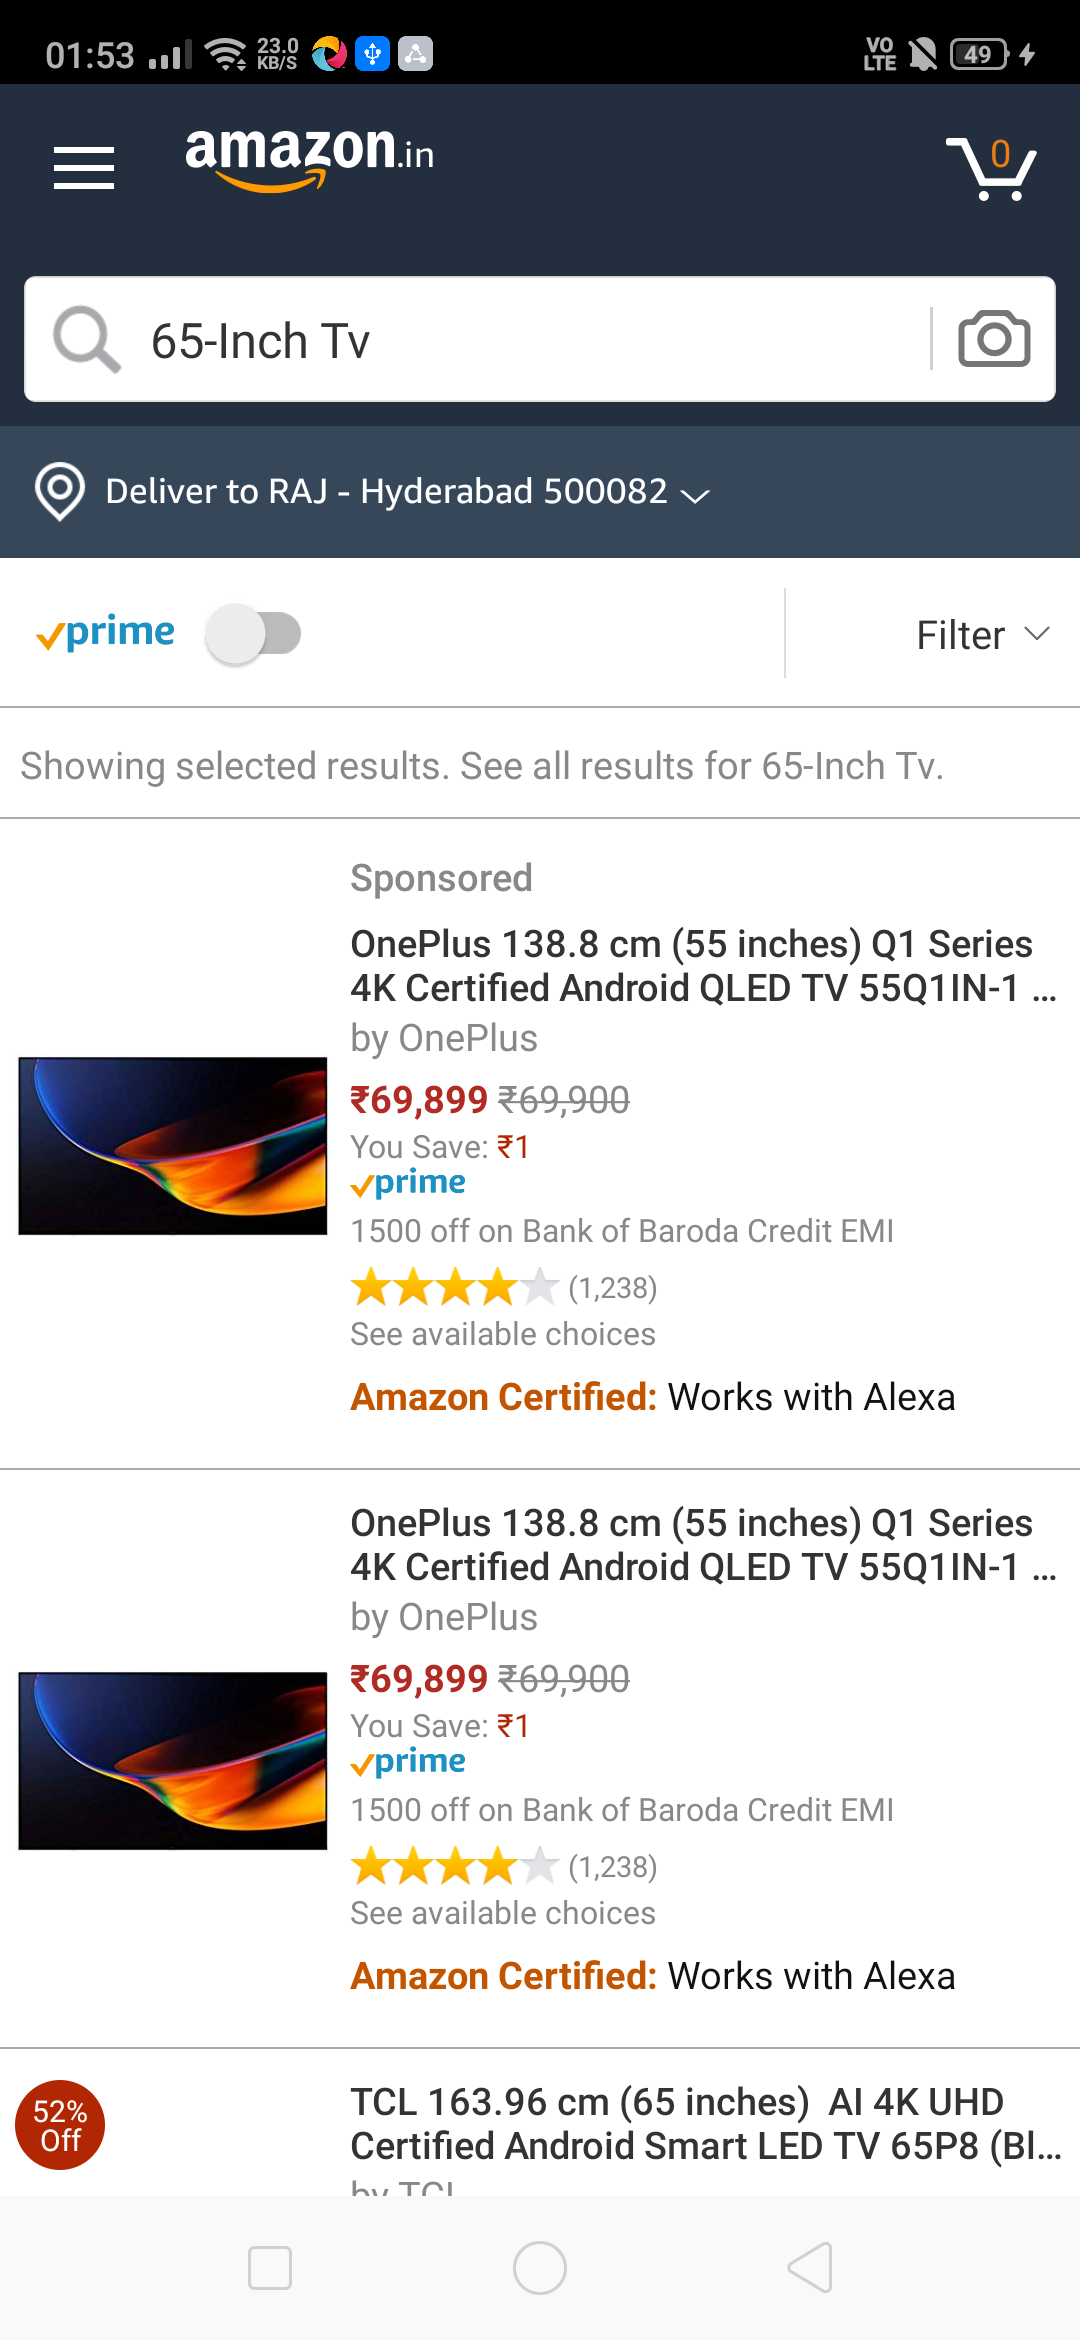 01:53
23.0
KB/S
VO
LTE
49
amazon.in
0
65-Inch Tv
Deliver to RAJ - Hyderabad 500082
prime
Filter
Showing selected results. See all results for 65-Inch Tv.
Sponsored
OnePlus 138.8 cm (55 inches) Q1 Series
4K Certified Android QLED TV 55Q1IN-1 ...
by OnePlus
₹69,899 ₹69,900
You Save: ₹1
prime
1500 off on Bank of Baroda Credit EMI
(1,238)
See available choices
Amazon Certified: Works with Alexa
OnePlus 138.8 cm (55 inches) Q1 Series
4K Certified Android QLED TV 55Q1IN-1 ...
by OnePlus
₹69,899 ₹69,900
You Save: ₹1
prime
1500 off on Bank of Baroda Credit EMI
(1,238)
See available choices
Amazon Certified: Works with Alexa
52%
Off
TCL 163.96 cm (65 inches) AI 4K UHD
Certified Android Smart LED TV 65P8 (Bl...
by TCL